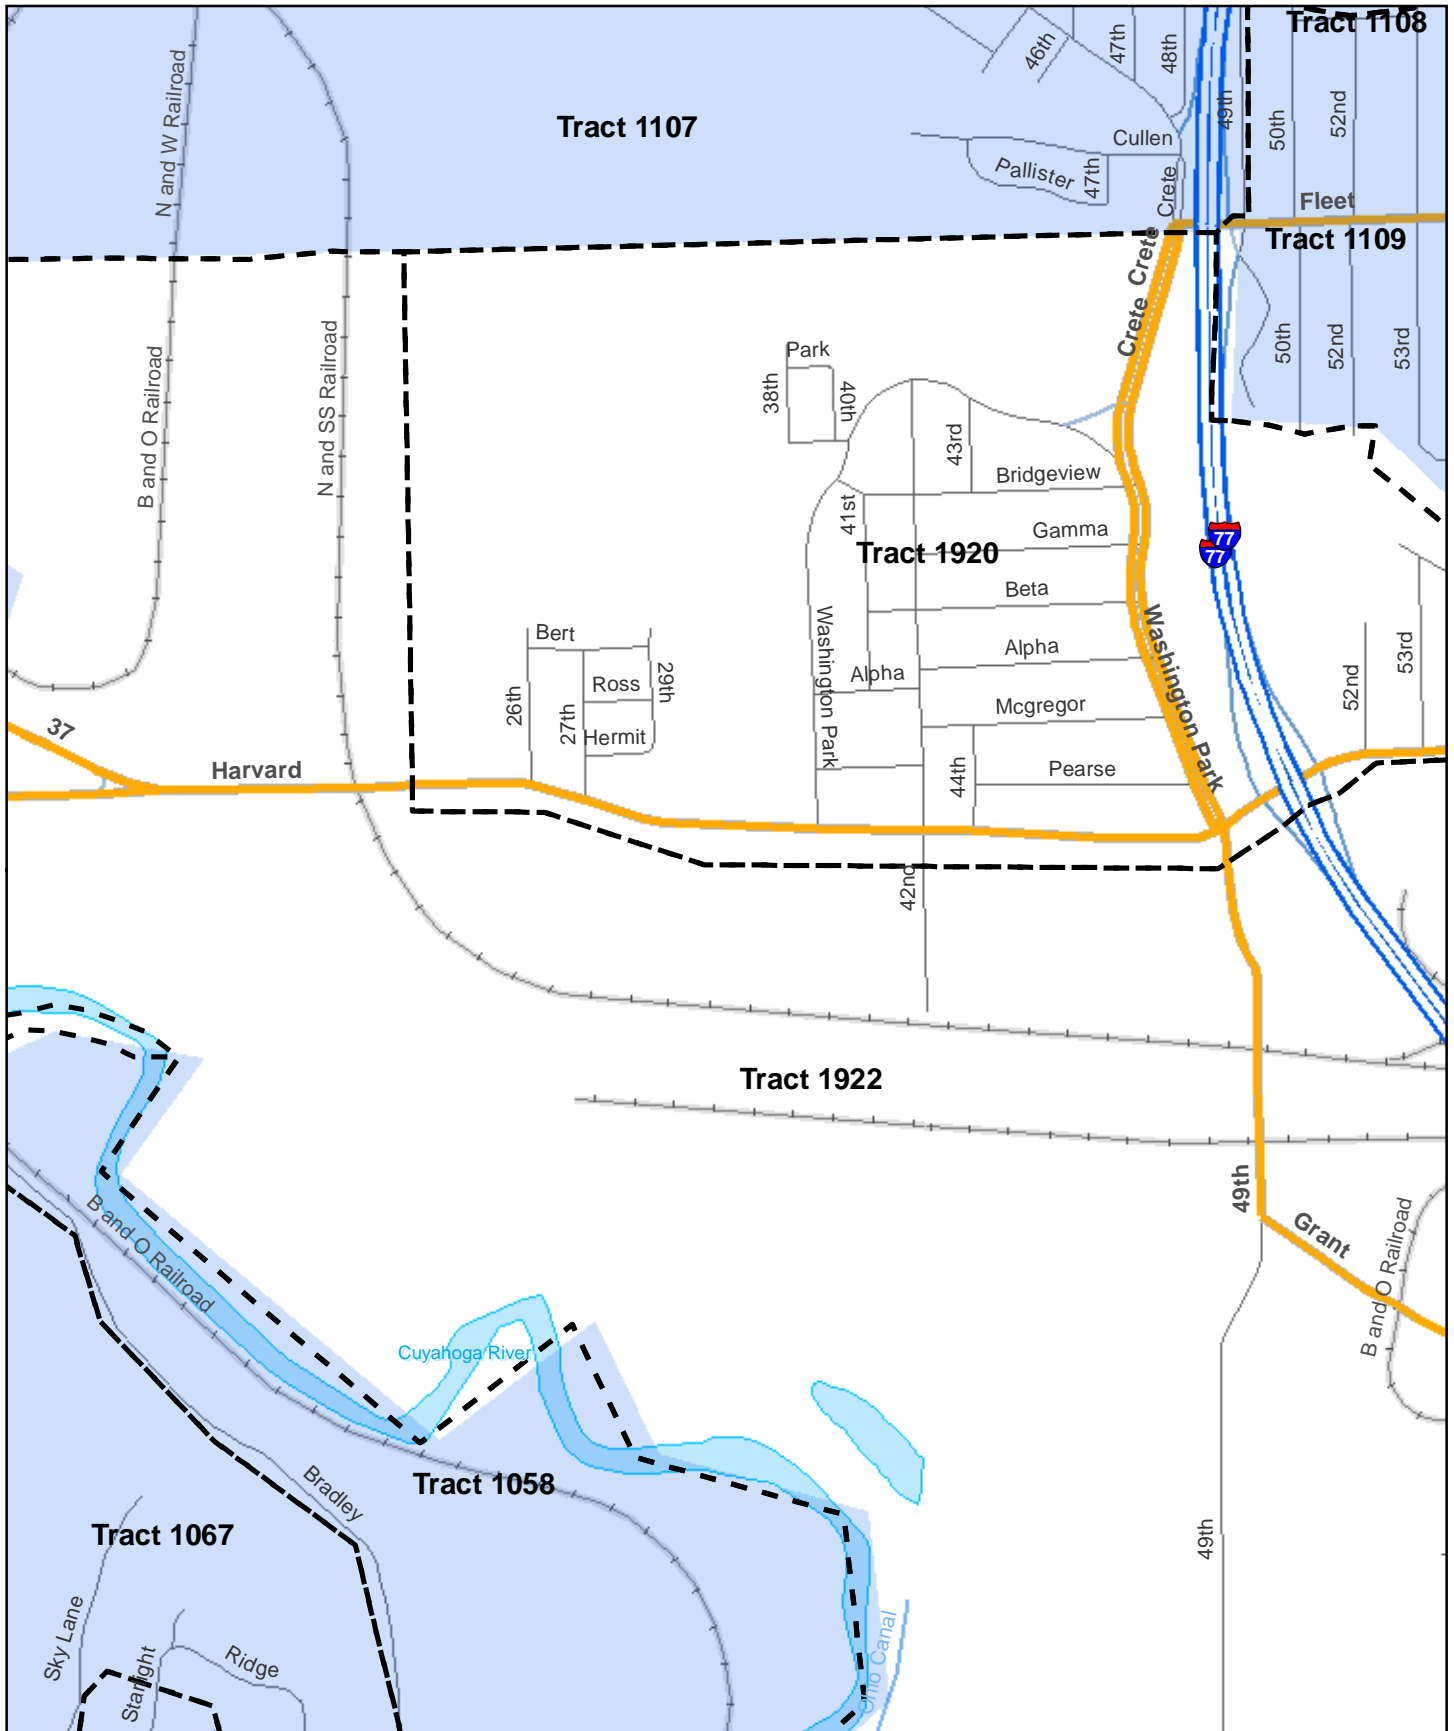 Tract 1108
46th
47th
48th
49th
50th
52nd
N and W Railroad
Tract 1107
Cullen
Pallister
47th
Crete
Fleet
Tract 1109
Crete
Crete
50th
52nd
53rd
B and O Railroad
N and SS Railroad
Park
38th
40th
43rd
Bridgeview
41st
Gamma
77
77
Tract 1920
Beta
Washington Park
Washington Park
Bert
Alpha
Alpha
Ross
29th
26th
27th
Hermit
Mcgregor
52nd
53rd
37
Harvard
44th
Pearse
42nd
Tract 1922
49th
Grant
B and O Railroad
B and O Railroad
Cuyahoga River
Tract 1058
Bradley
Tract 1067
49th
Sky Lane
Starlight
Ridge
Ohio Canal